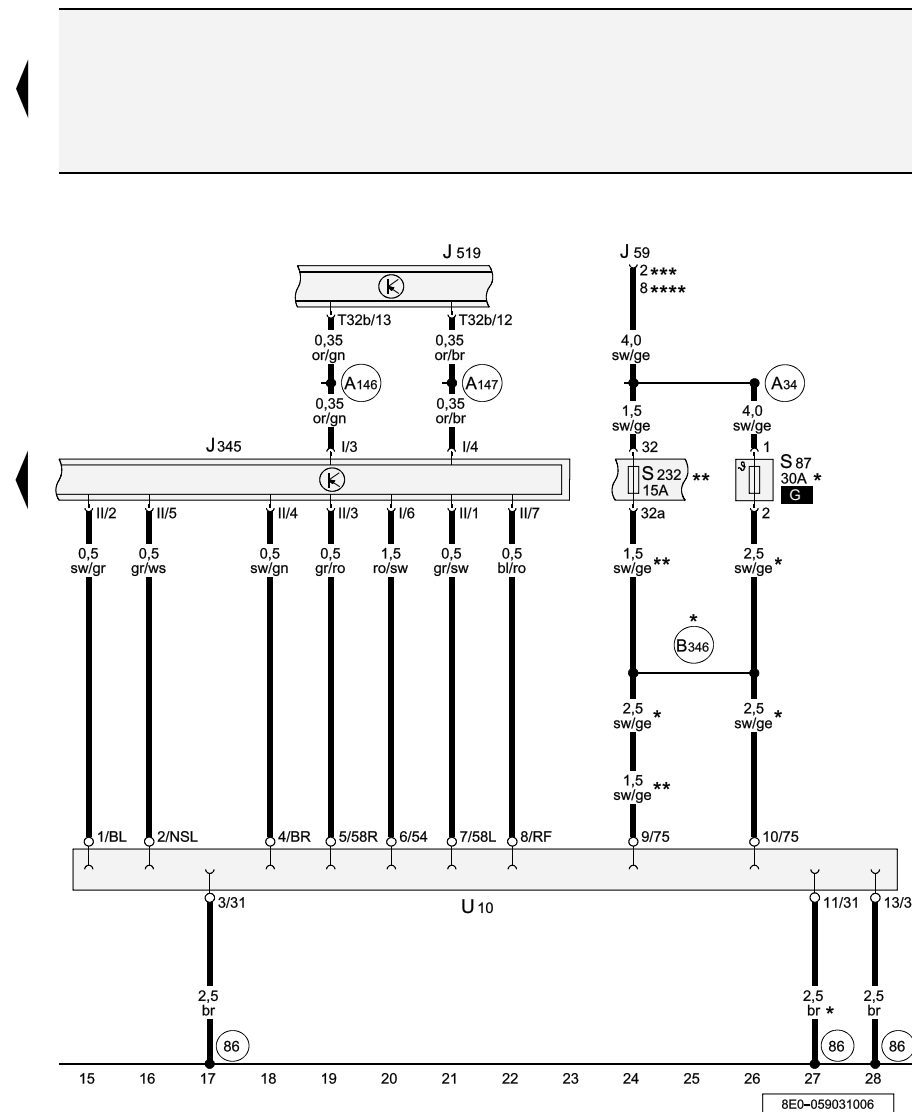 J 519
J 59
2 ***
8 ****
T32b/13
T32b/12
0,35
or/gn
0,35
or/br
4,0
sw/ge
A146
A147
A34
0,35
or/gn
0,35
or/br
1,5
sw/ge
4,0
sw/ge
J 345
I/3
I/4
32
1
S 232 **
15A
S 87
30A *
G
II/2
II/5
II/4
II/3
I/6
II/1
II/7
32a
2
0,5
sw/gr
0,5
gr/ws
0,5
sw/gn
0,5
gr/ro
1,5
ro/sw
0,5
gr/sw
0,5
bl/ro
1,5
sw/ge **
2,5
sw/ge *
*
B346
2,5
sw/ge *
2,5
sw/ge *
1,5
sw/ge **
1/BL
2/NSL
4/BR
5/58R
6/54
7/58L
8/RF
9/75
10/75
3/31
U 10
11/31
13/3
2,5
br
2,5
br *
2,5
br
86
86
86
15 16 17 18 19 20 21 22 23 24 25 26 27 28
8E0-059031006